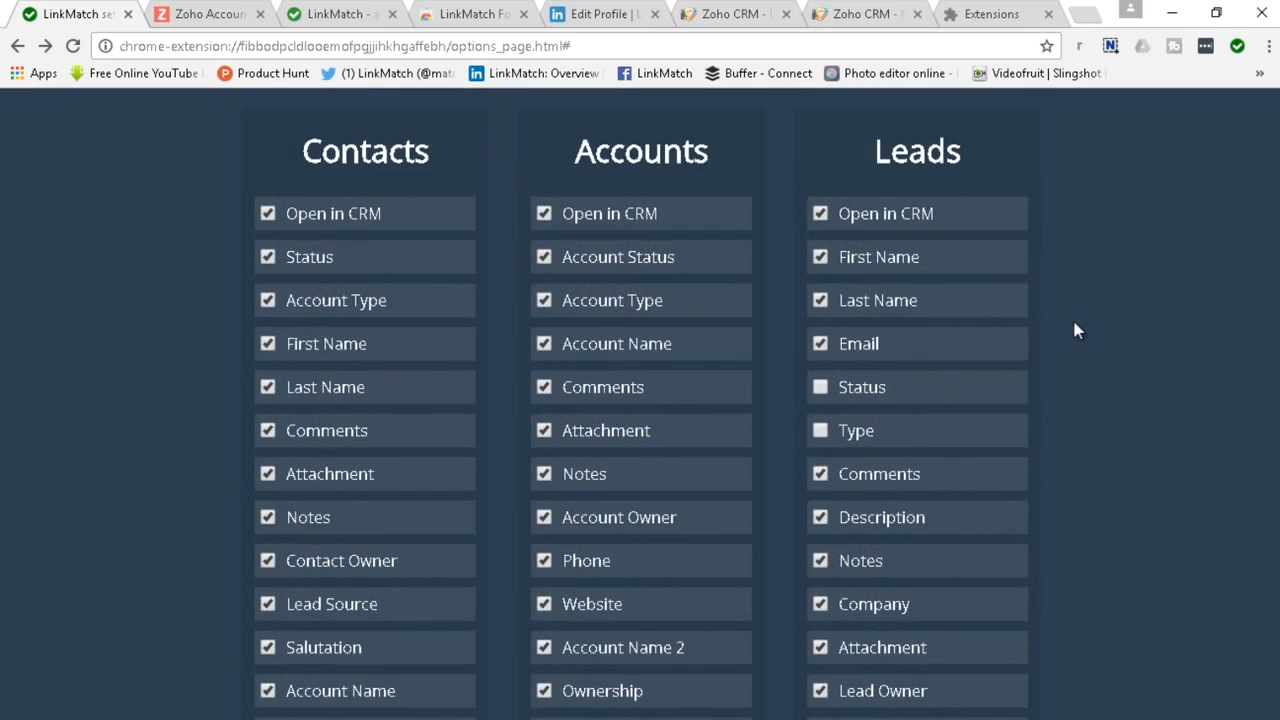 LinkMatch se
Zoho Accoun
LinkMatch - a
LinkMatch Fo
Edit Profile | L
Zoho CRM - L
Zoho CRM - N
Extensions
chrome-extension://fibbodpcldlooemofpgjjihkhgaffebh/options_page.html#
Apps
Free Online YouTube
Product Hunt
(1) LinkMatch (@mat
LinkMatch: Overview
LinkMatch
Buffer - Connect
Photo editor online -
Videofruit | Slingshot
Contacts
Open in CRM
Status
Account Type
First Name
Last Name
Comments
Attachment
Notes
Contact Owner
Lead Source
Salutation
Account Name
Accounts
Open in CRM
Account Status
Account Type
Account Name
Comments
Attachment
Notes
Account Owner
Phone
Website
Account Name 2
Ownership
Leads
Open in CRM
First Name
Last Name
Email
Status
Type
Comments
Description
Notes
Company
Attachment
Lead Owner